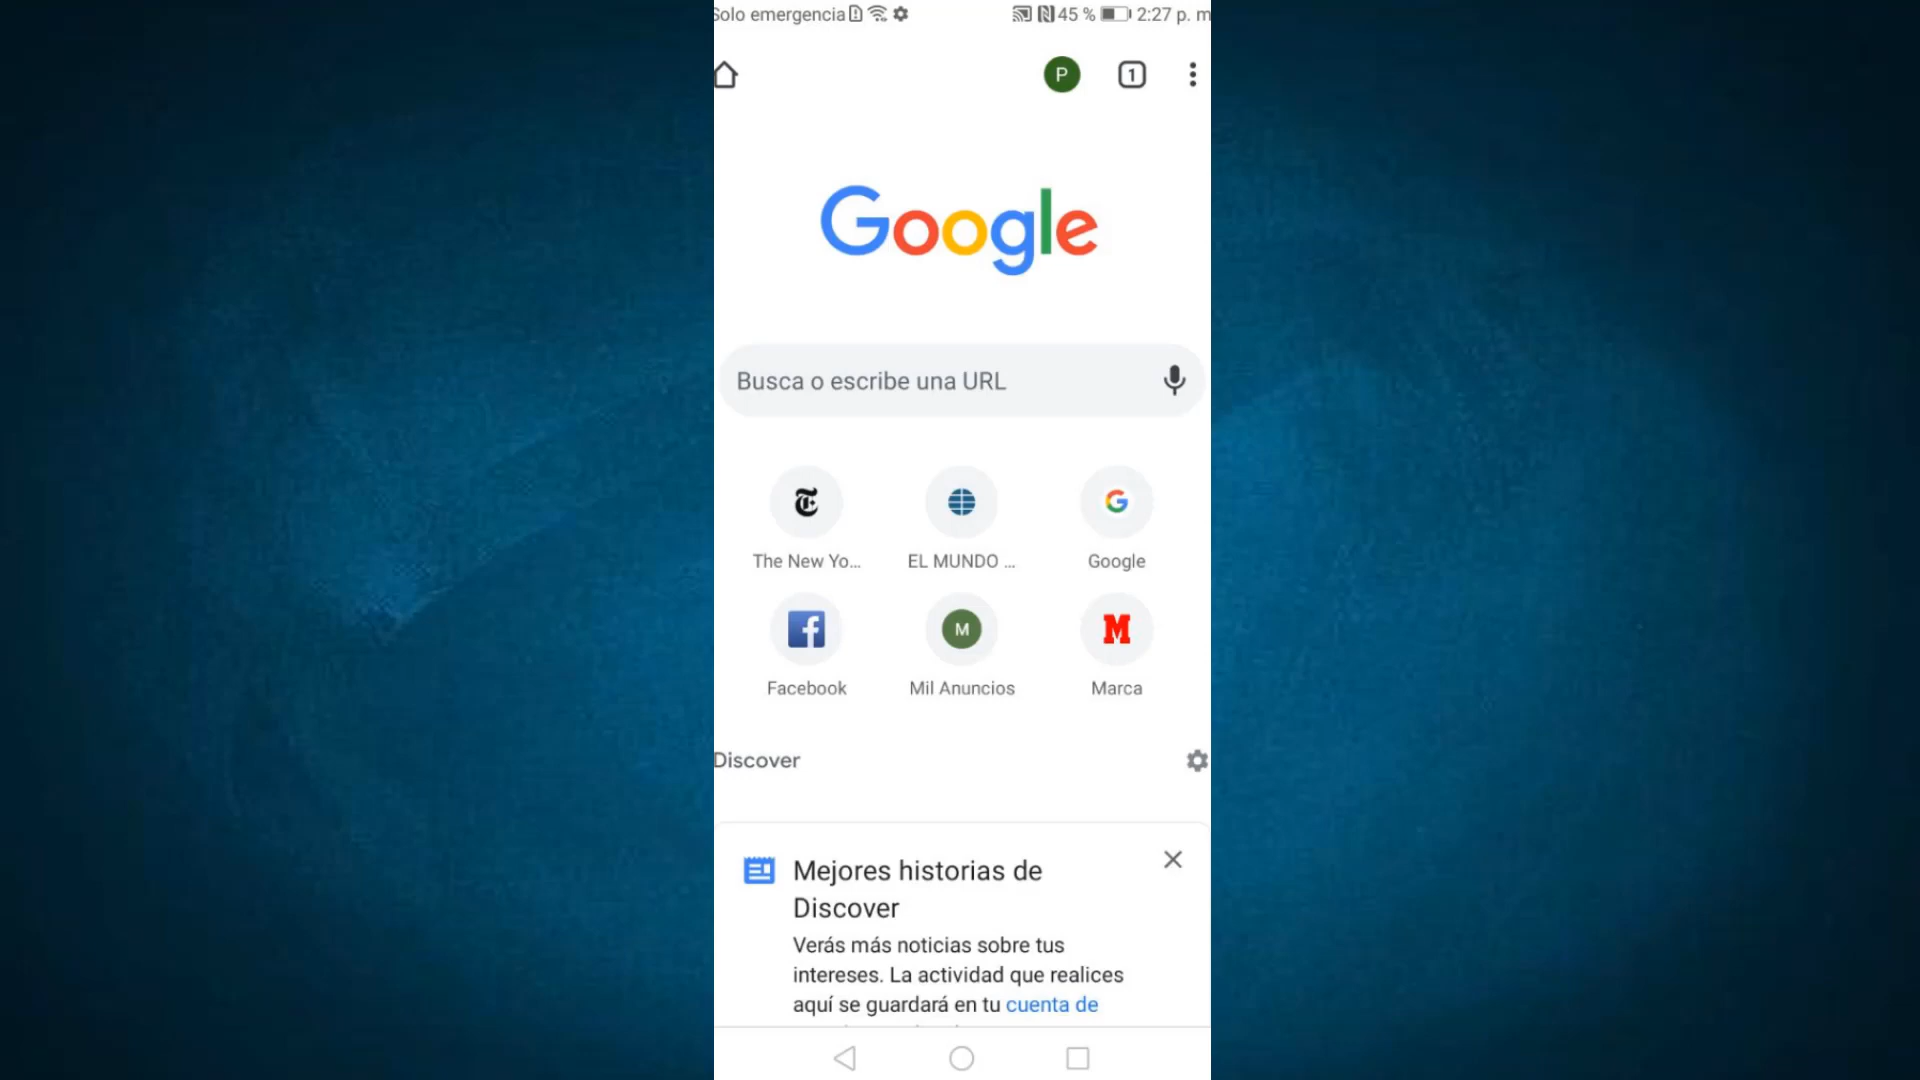 Solo emergencia 45 % 2:27 p. m
P 1
Google
Busca o escribe una URL
The New Yo... EL MUNDO ... Google
M M
Facebook Mil Anuncios Marca
Discover
Mejores historias de
Discover
Verás más noticias sobre tus
intereses. La actividad que realices
aquí se guardará en tu cuenta de